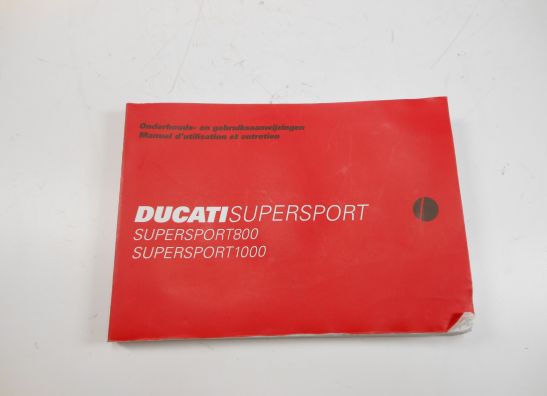 Onderhouds- en gebruiksaanwijzingen
Manuel d'utilisation et entretien
DUCATISUPERSPORT
SUPERSPORT800
SUPERSPORT1000